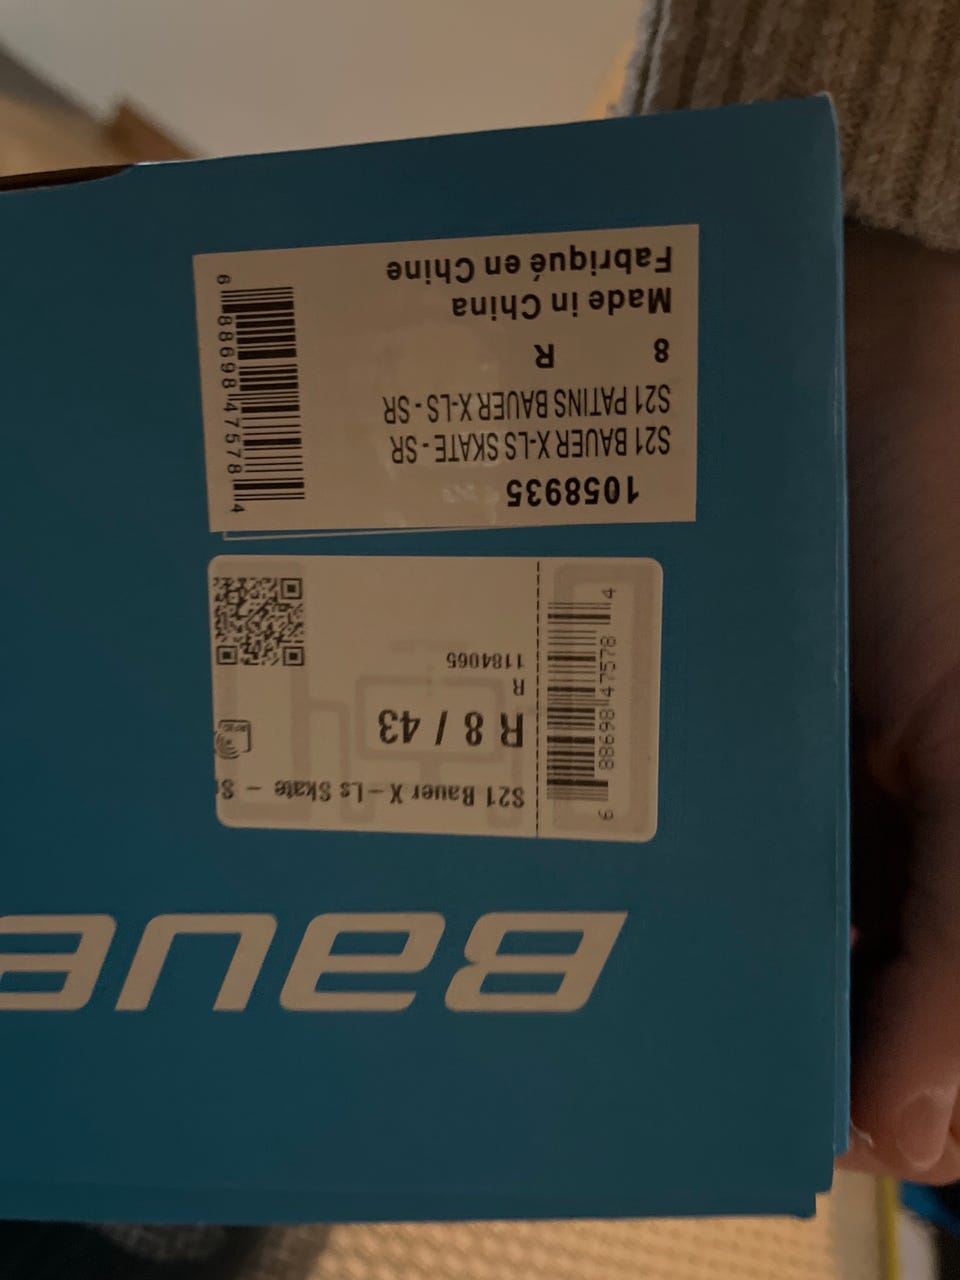 BAUE
S21 Bauer X-Ls Skate - S
R 8 / 43
R
1184065
6 88698 47578 4
1058935
S21 BAUER X-LS SKATE - SR
S21 PATINS BAUER X-LS - SR
8 R
Made in China
Fabriqué en Chine
6 88698 47578 4